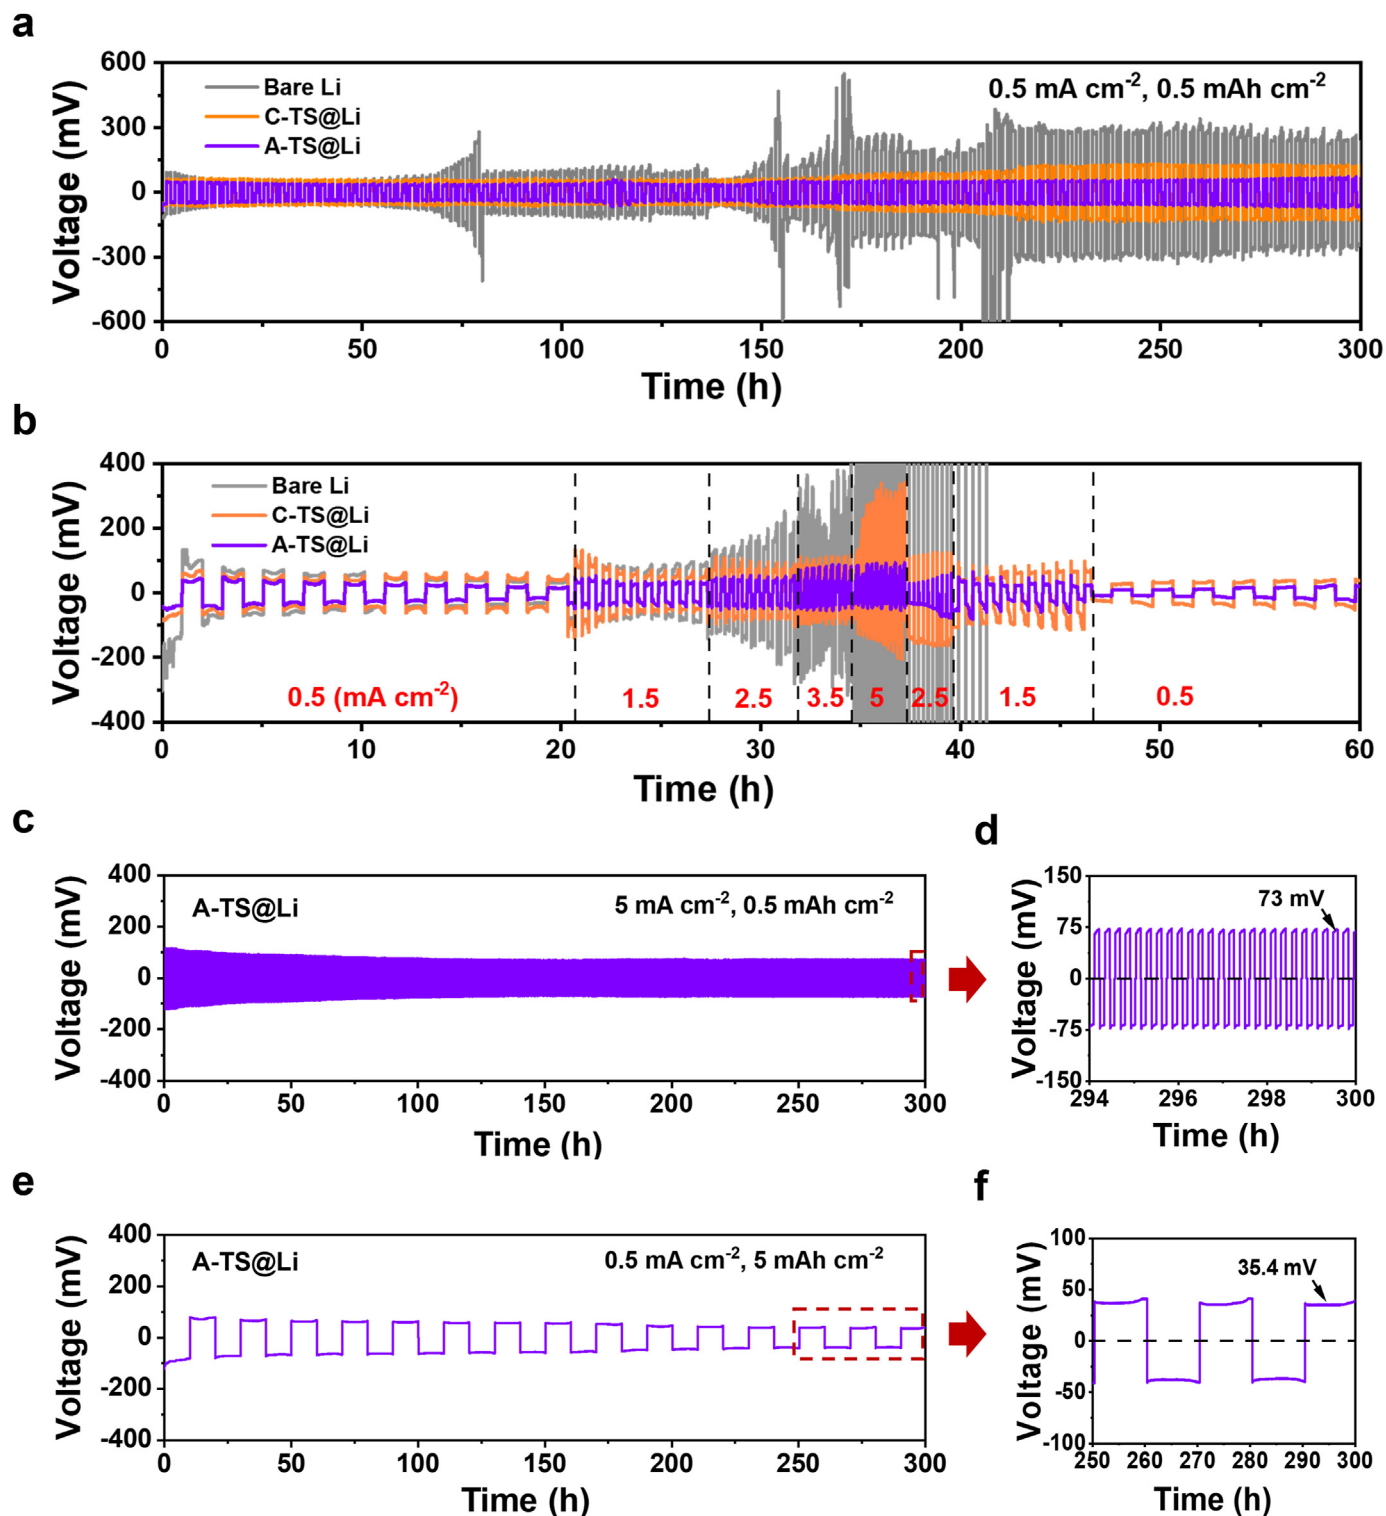 a
600
300
0
-300
-600
Voltage (mV)
Bare Li
C-TS@Li
A-TS@Li
0.5 mA cm-2, 0.5 mAh cm-2
0 50 100 150 200 250 300
Time (h)
b
400
200
0
-200
-400
Voltage (mV)
Bare Li
C-TS@Li
A-TS@Li
0.5 (mA cm-2) 1.5 2.5 3.5 5 2.5 1.5 0.5
0 10 20 30 40 50 60
Time (h)
c
400
200
0
-200
-400
Voltage (mV)
A-TS@Li
5 mA cm-2, 0.5 mAh cm-2
0 50 100 150 200 250 300
Time (h)
d
150
75
0
-75
-150
Voltage (mV)
73 mV
294 296 298 300
Time (h)
e
400
200
0
-200
-400
Voltage (mV)
A-TS@Li
0.5 mA cm-2, 5 mAh cm-2
0 50 100 150 200 250 300
Time (h)
f
100
50
0
-50
-100
Voltage (mV)
35.4 mV
250 260 270 280 290 300
Time (h)